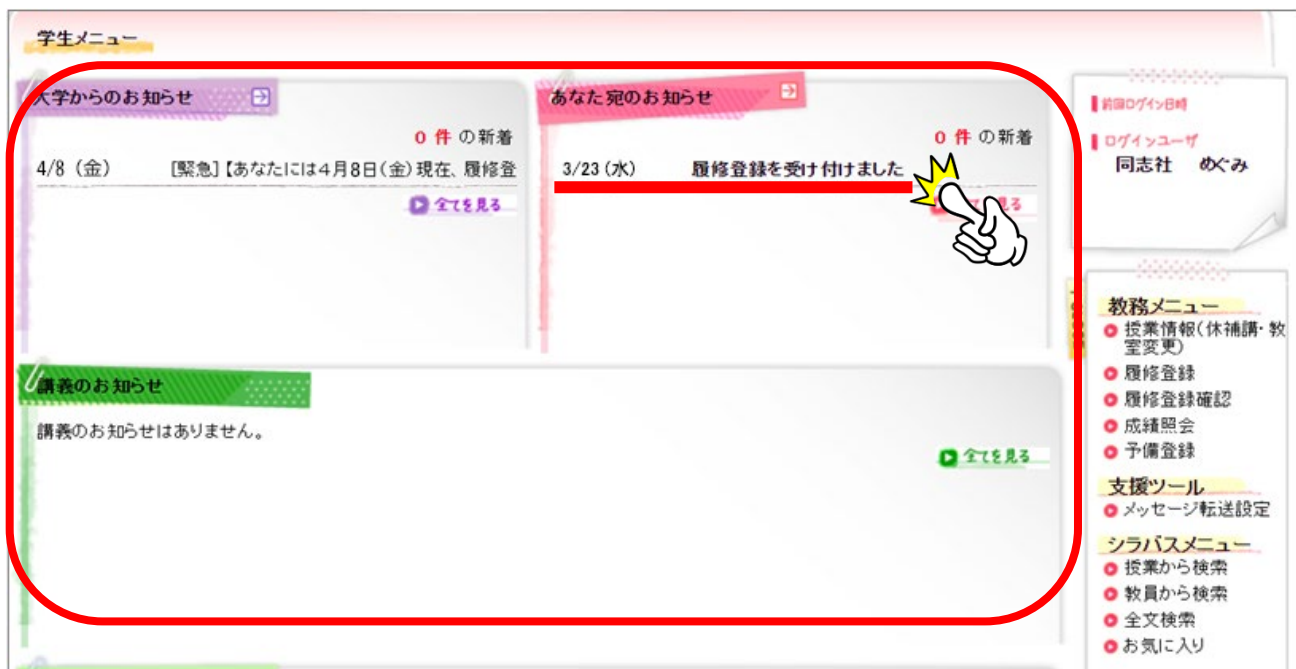 学生メニュー
大学からのお知らせ
0 件 の新着
4/8 (金) [緊急]【あなたには4月8日(金)現在、履修登
全てを見る
あなた宛のお知らせ
0 件 の新着
3/23 (水) 履修登録を受け付けました
見る
講義のお知らせ
講義のお知らせはありません。
全てを見る
前回ログイン日時
ログインユーザ
同志社 めぐみ
教務メニュー
授業情報(休補講・教
室変更)
履修登録
履修登録確認
成績照会
予備登録
支援ツール
メッセージ転送設定
シラバスメニュー
授業から検索
教員から検索
全文検索
お気に入り